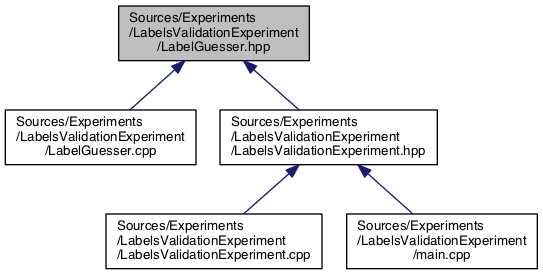 Sources/Experiments
/LabelsValidationExperiment
/LabelGuesser.hpp
Sources/Experiments
/LabelsValidationExperiment
/LabelGuesser.cpp
Sources/Experiments
/LabelsValidationExperiment
/LabelsValidationExperiment.hpp
Sources/Experiments
/LabelsValidationExperiment
/LabelsValidationExperiment.cpp
Sources/Experiments
/LabelsValidationExperiment
/main.cpp